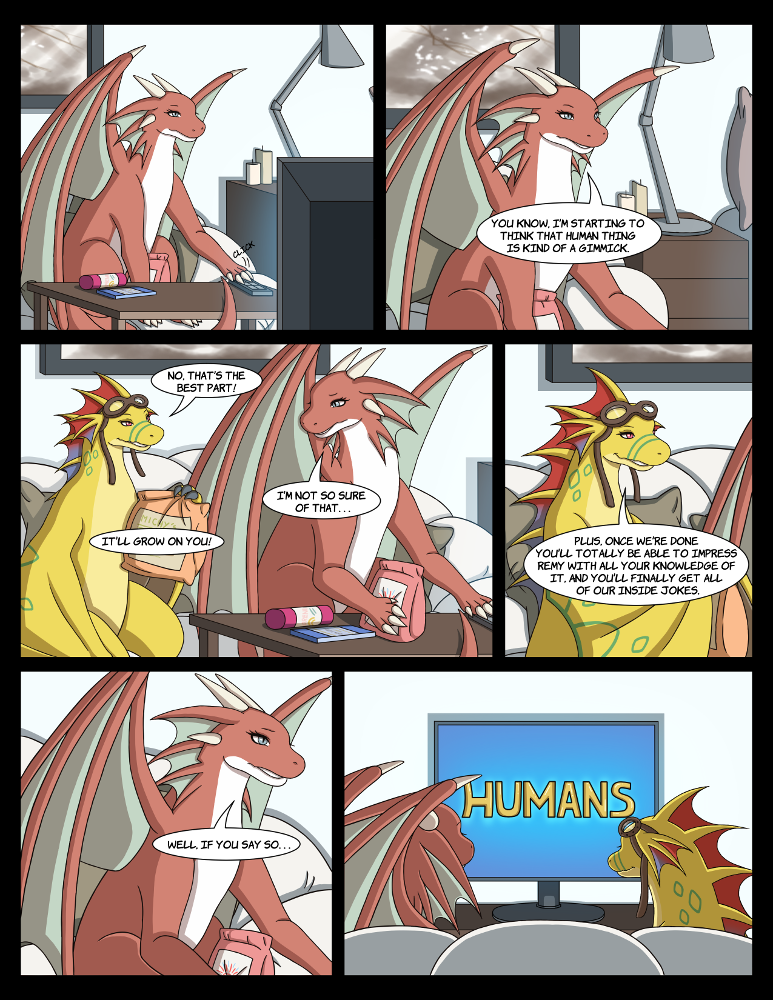 CLICK
YOU KNOW, I'M STARTING TO
THINK THAT HUMAN THING
IS KIND OF A GIMMICK.
NO, THAT'S THE
BEST PART!
I'M NOT SO SURE
OF THAT...
IT'LL GROW ON YOU!
PLUS, ONCE WE'RE DONE
YOU'LL TOTALLY BE ABLE TO IMPRESS
REMY WITH ALL YOUR KNOWLEDGE OF
IT, AND YOU'LL FINALLY GET ALL
OF OUR INSIDE JOKES.
WELL, IF YOU SAY SO...
HUMANS